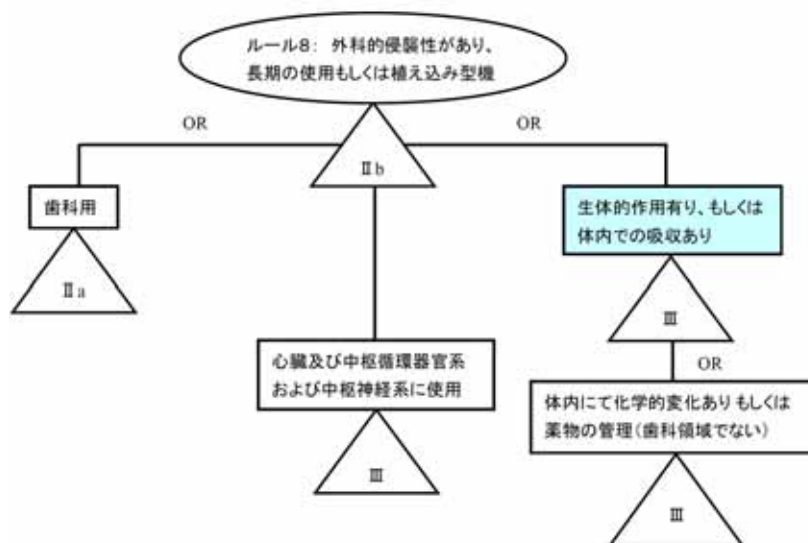 ルール8: 外科的侵襲性があり、
長期の使用もしくは植え込み型機
OR
OR
Ⅱb
歯科用
Ⅱa
生体的作用有り、もしくは
体内での吸収あり
Ⅲ
OR
心臓及び中枢循環器官系
および中枢神経系に使用
Ⅲ
体内にて化学的変化あり もしくは
薬物の管理(歯科領域でない)
Ⅲ